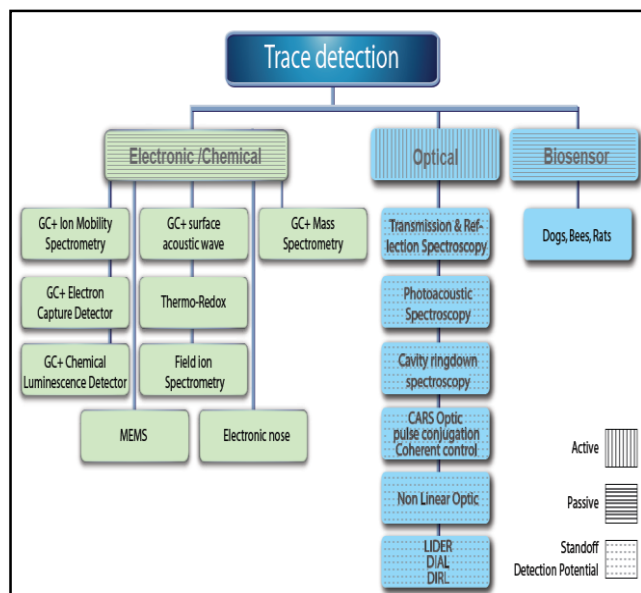 Trace detection
Electronic /Chemical
Optical
Biosensor
GC+ Ion Mobility
Spectrometry
GC+ surface
acoustic wave
GC+ Mass
Spectrometry
Transmission & Ref-
lection Spectroscopy
Dogs, Bees, Rats
GC+ Electron
Capture Detector
Thermo-Redox
Photoacoustic
Spectroscopy
GC+ Chemical
Luminescence Detector
Field ion
Spectrometry
Cavity ringdown
spectroscopy
MEMS
Electronic nose
CARS Optic
pulse conjugation
Coherent control
Non Linear Optic
LIDER
DIAL
DIRL
Active
Passive
Standoff
Detection Potential